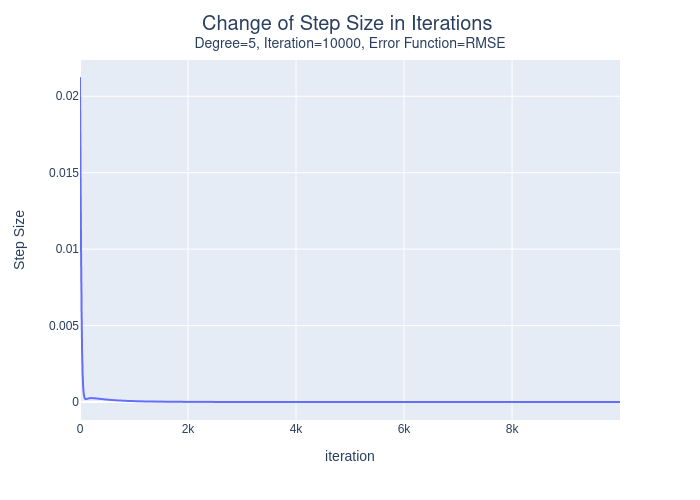 Change of Step Size in Iterations
Degree=5, Iteration=10000, Error Function=RMSE
Step Size
0.02
0.015
0.01
0.005
0
0 2k 4k 6k 8k
iteration